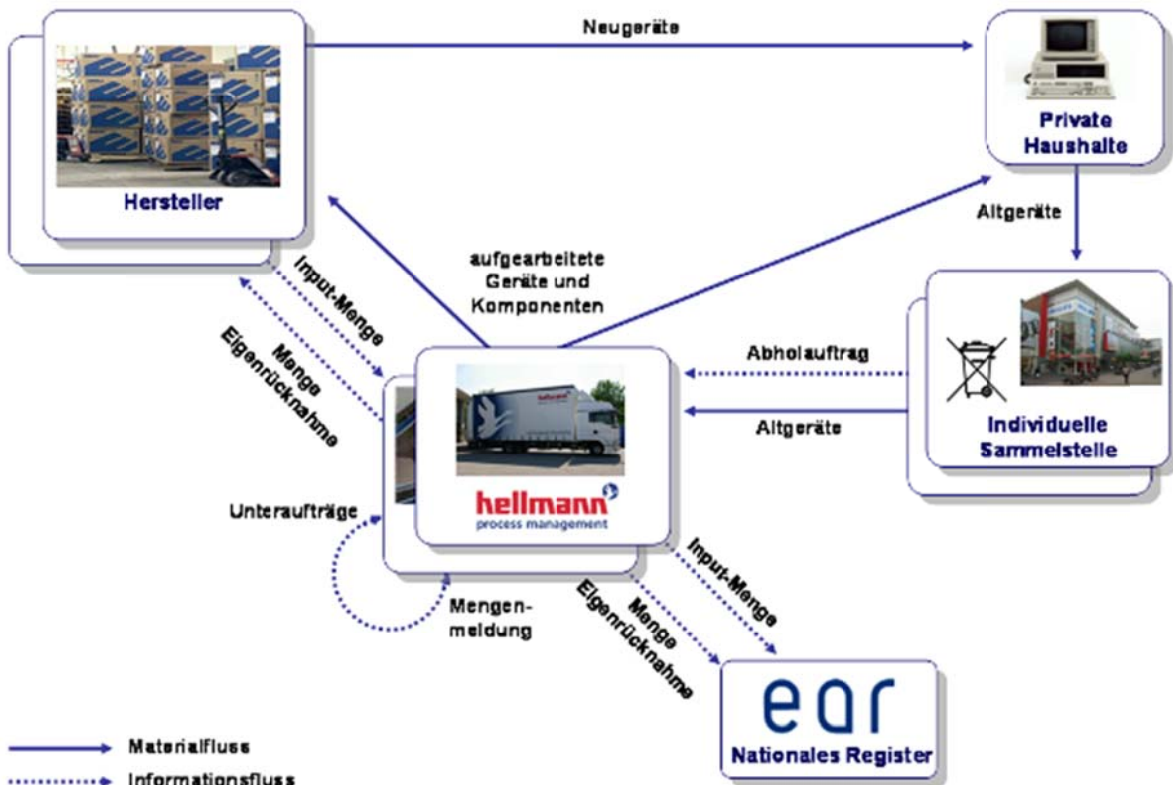 Neugeräte
Hersteller
Private
Haushalte
Altgeräte
aufgearbeitete
Geräte und
Komponenten
Input-Menge
Menge
Eigenrücknahme
Abholauftrag
Altgeräte
Individuelle
Sammelstelle
hellmann
hellmann
process management
Unteraufträge
Mengen-
meldung
Input-Menge
Menge
Eigenrücknahme
ear
Nationales Register
Materialfluss
Informationsfluss